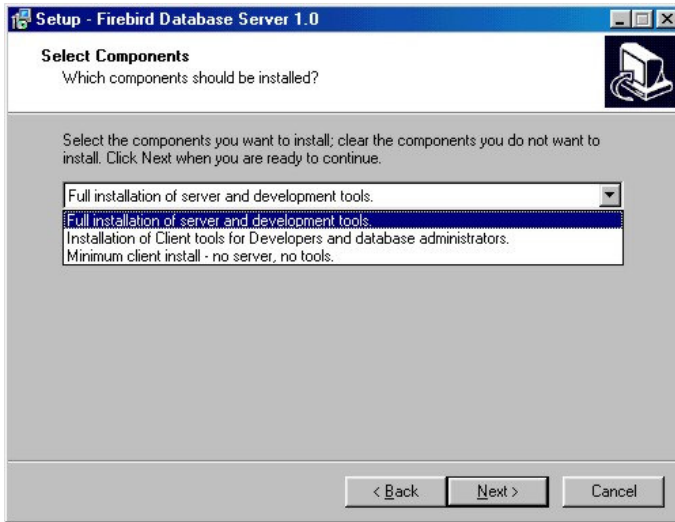 Setup - Firebird Database Server 1.0
Select Components
Which components should be installed?
Select the components you want to install; clear the components you do not want to
install. Click Next when you are ready to continue.
Full installation of server and development tools.
Full installation of server and development tools.
Installation of Client tools for Developers and database administrators.
Minimum client install - no server, no tools.
< Back
Next >
Cancel